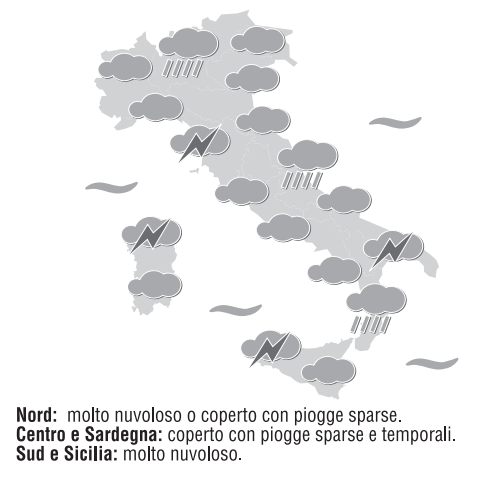 Nord: molto nuvoloso o coperto con piogge sparse.
Centro e Sardegna: coperto con piogge sparse e temporali.
Sud e Sicilia: molto nuvoloso.